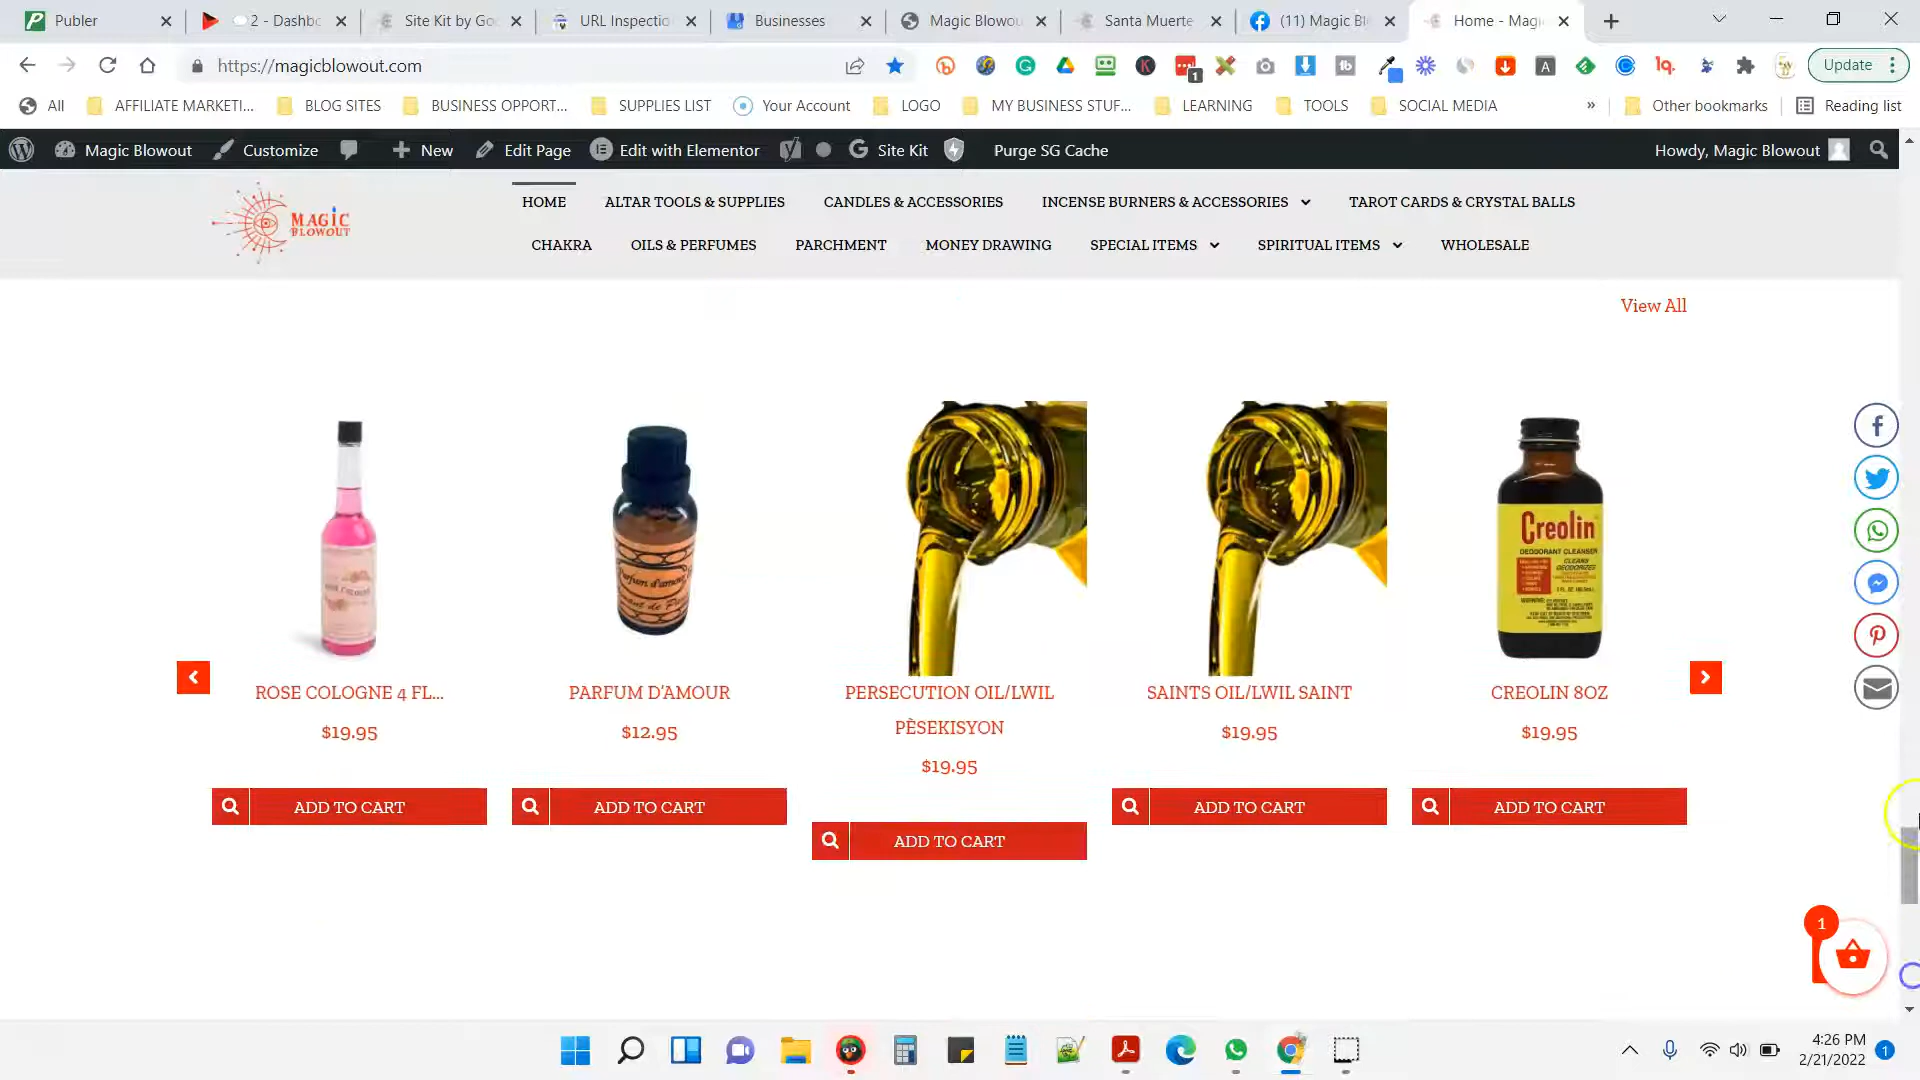 Publer
2 - Dashbo
Site Kit by Go
URL Inspectio
Businesses
Magic Blowou
Santa Muerte
(11) Magic Bl
Home - Magi
https://magicblowout.com
1
Update
All
AFFILIATE MARKETI...
BLOG SITES
BUSINESS OPPORT...
SUPPLIES LIST
Your Account
LOGO
MY BUSINESS STUF...
LEARNING
TOOLS
SOCIAL MEDIA
»
Other bookmarks
Reading list
Magic Blowout
Customize
New
Edit Page
Edit with Elementor
Site Kit
Purge SG Cache
Howdy, Magic Blowout
MAGIC
BLOWOUT
HOME
ALTAR TOOLS & SUPPLIES
CANDLES & ACCESSORIES
INCENSE BURNERS & ACCESSORIES
TAROT CARDS & CRYSTAL BALLS
CHAKRA
OILS & PERFUMES
PARCHMENT
MONEY DRAWING
SPECIAL ITEMS
SPIRITUAL ITEMS
WHOLESALE
View All
Creolin
DEODORANT CLEANSER
CLEANS
DEODORIZES
ROSE COLOGNE 4 FL...
PARFUM D'AMOUR
PERSECUTION OIL/LWIL
PÈSEKISYON
SAINTS OIL/LWIL SAINT
CREOLIN 8OZ
$19.95
$12.95
$19.95
$19.95
$19.95
ADD TO CART
ADD TO CART
ADD TO CART
ADD TO CART
ADD TO CART
1
4:26 PM
2/21/2022
1